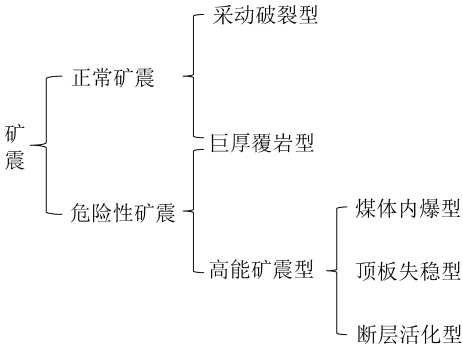 矿震
正常矿震
采动破裂型
巨厚覆岩型
危险性矿震
高能矿震型
煤体内爆型
顶板失稳型
断层活化型